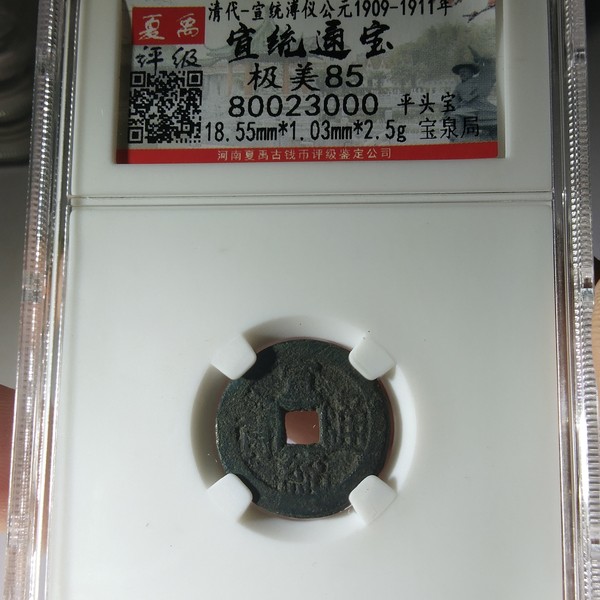 夏禹
评级
清代-宣统溥仪公元1909-1911年
宣统通宝
极美85
80023000 平头宝
18.55mm*1.03mm*2.5g 宝泉局
河南夏禹古钱币评级鉴定公司